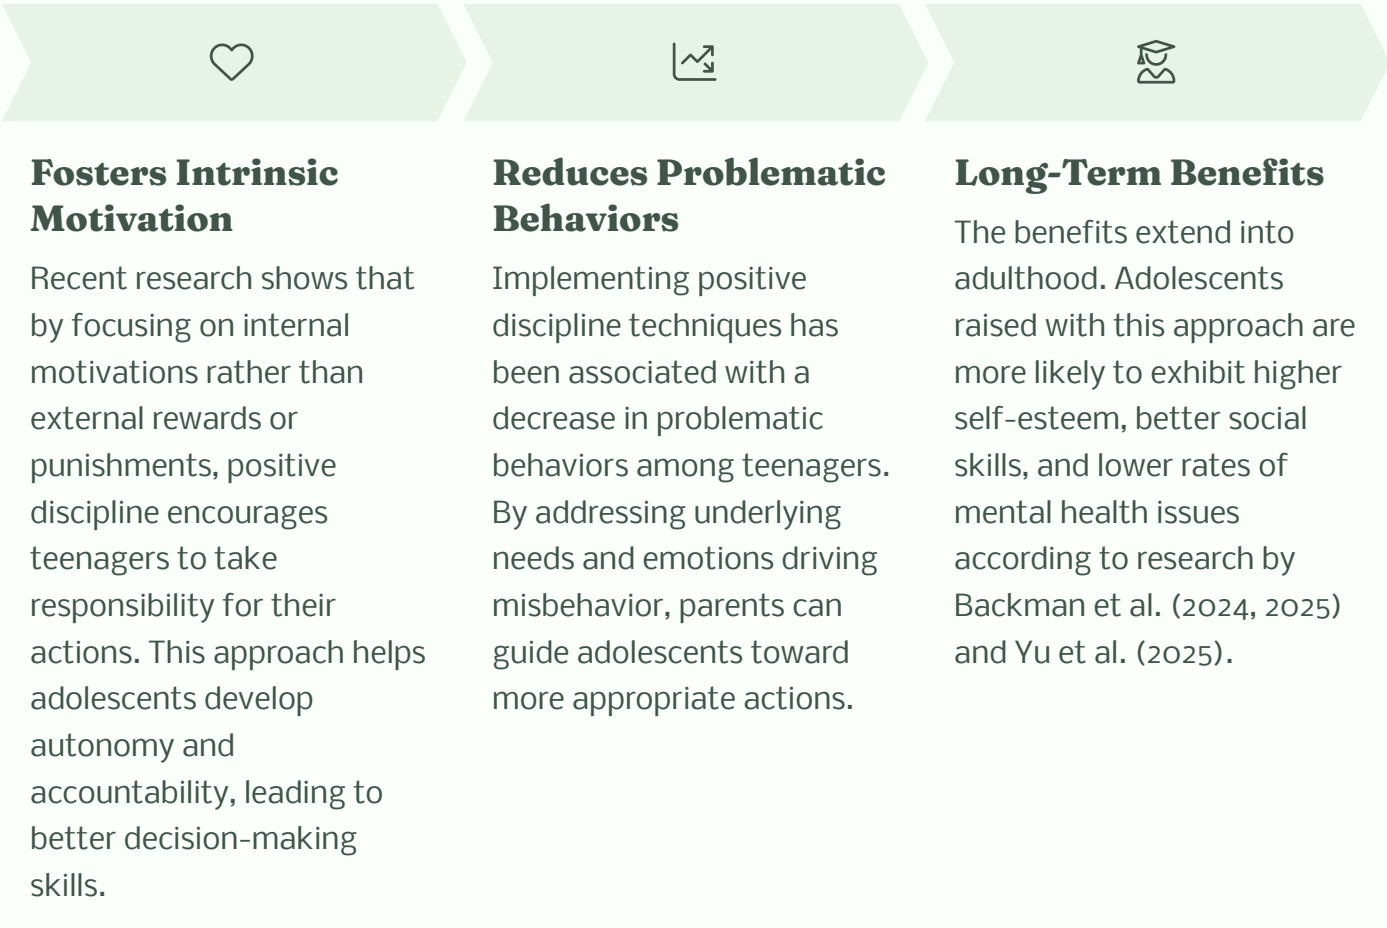 Fosters Intrinsic
Motivation
Recent research shows that
by focusing on internal
motivations rather than
external rewards or
punishments, positive
discipline encourages
teenagers to take
responsibility for their
actions. This approach helps
adolescents develop
autonomy and
accountability, leading to
better decision-making
skills.
Reduces Problematic
Behaviors
Implementing positive
discipline techniques has
been associated with a
decrease in problematic
behaviors among teenagers.
By addressing underlying
needs and emotions driving
misbehavior, parents can
guide adolescents toward
more appropriate actions.
Long-Term Benefits
The benefits extend into
adulthood. Adolescents
raised with this approach are
more likely to exhibit higher
self-esteem, better social
skills, and lower rates of
mental health issues
according to research by
Backman et al. (2024, 2025)
and Yu et al. (2025).